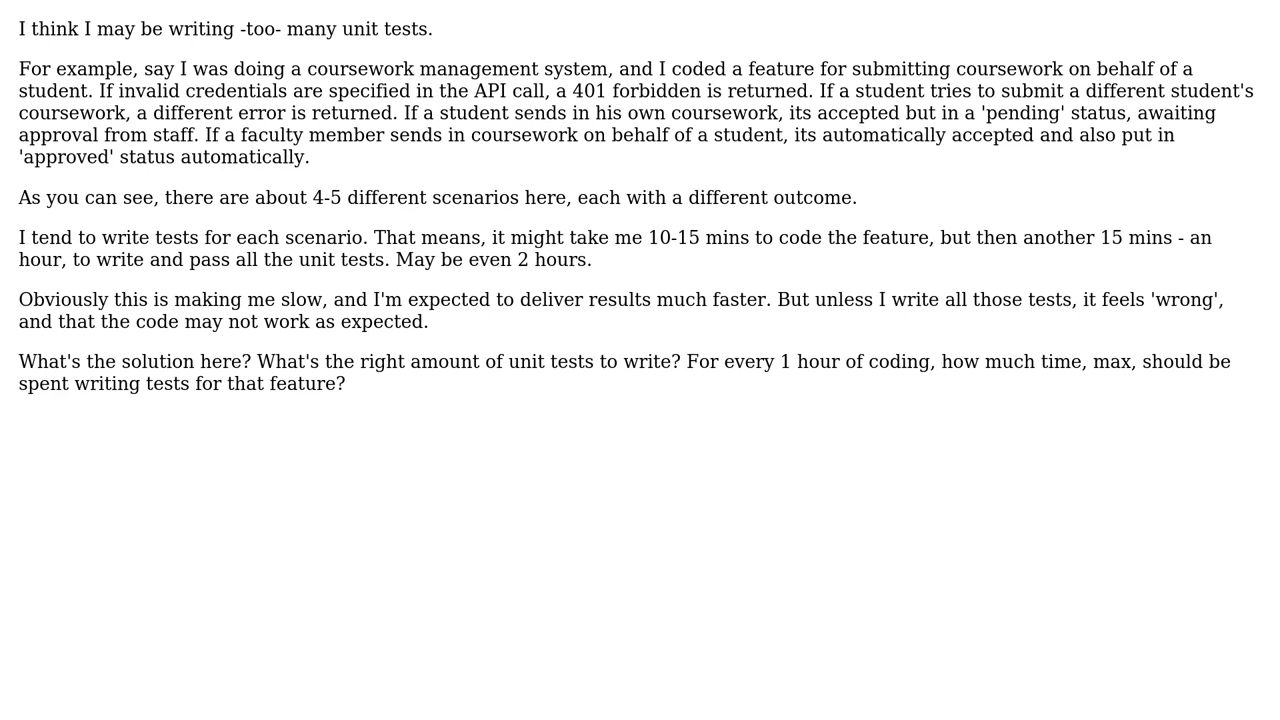 I think I may be writing -too- many unit tests.
For example, say I was doing a coursework management system, and I coded a feature for submitting coursework on behalf of a
student. If invalid credentials are specified in the API call, a 401 forbidden is returned. If a student tries to submit a different student's
coursework, a different error is returned. If a student sends in his own coursework, its accepted but in a 'pending' status, awaiting
approval from staff. If a faculty member sends in coursework on behalf of a student, its automatically accepted and also put in
'approved' status automatically.
As you can see, there are about 4-5 different scenarios here, each with a different outcome.
I tend to write tests for each scenario. That means, it might take me 10-15 mins to code the feature, but then another 15 mins - an
hour, to write and pass all the unit tests. May be even 2 hours.
Obviously this is making me slow, and I'm expected to deliver results much faster. But unless I write all those tests, it feels 'wrong',
and that the code may not work as expected.
What's the solution here? What's the right amount of unit tests to write? For every 1 hour of coding, how much time, max, should be
spent writing tests for that feature?